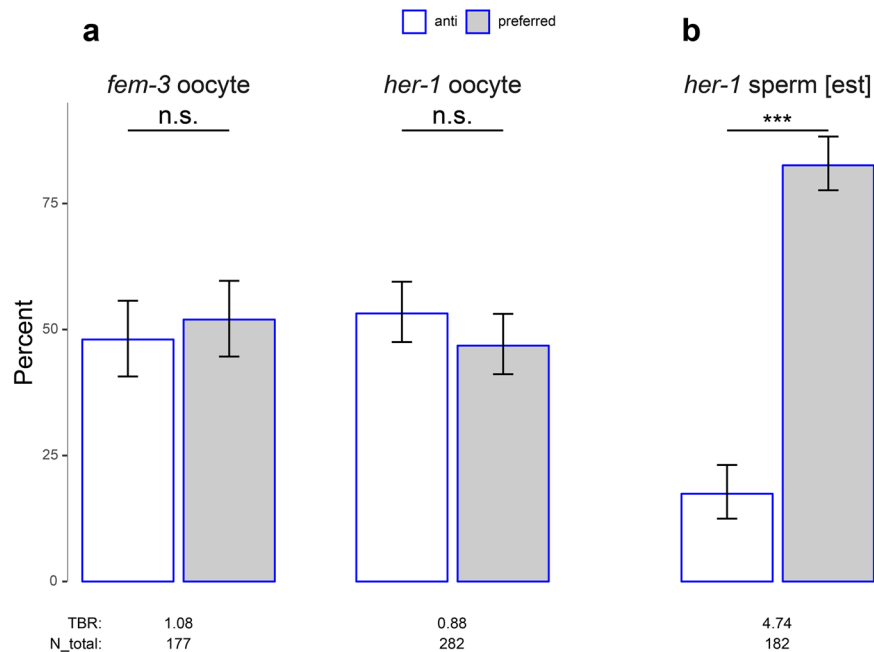 anti preferred
a
b
fem-3 oocyte
her-1 oocyte
her-1 sperm [est]
n.s.
n.s.
***
Percent
75
50
25
0
TBR: 1.08 0.88 4.74
N_total: 177 282 182